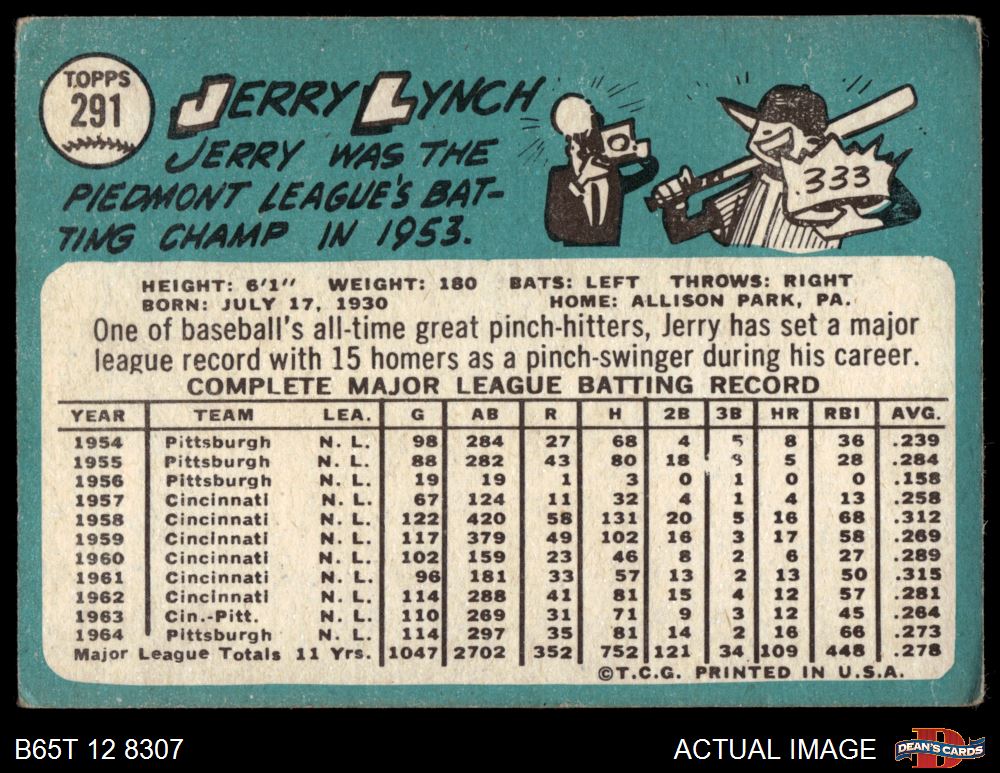 TOPPS
291
JERRY LYNCH
JERRY WAS THE
PIEDMONT LEAGUE'S BAT-
TING CHAMP IN 1953.
.333
HEIGHT: 6'1" WEIGHT: 180 BATS: LEFT THROWS: RIGHT
BORN: JULY 17, 1930 HOME: ALLISON PARK, PA.
One of baseball's all-time great pinch-hitters, Jerry has set a major
league record with 15 homers as a pinch-swinger during his career.
COMPLETE MAJOR LEAGUE BATTING RECORD
YEAR TEAM LEA. G AB R H 2B 3B HR RBI AVG.
1954 Pittsburgh N. L. 98 284 27 68 4 5 8 36 .239
1955 Pittsburgh N. L. 88 282 43 80 18 3 5 28 .284
1956 Pittsburgh N. L. 19 19 1 3 0 1 0 0 .158
1957 Cincinnati N. L. 67 124 11 32 4 1 4 13 .258
1958 Cincinnati N. L. 122 420 58 131 20 5 16 68 .312
1959 Cincinnati N. L. 117 379 49 102 16 3 17 58 .269
1960 Cincinnati N. L. 102 159 23 46 8 2 6 27 .289
1961 Cincinnati N. L. 96 181 33 57 13 2 13 50 .315
1962 Cincinnati N. L. 114 288 41 81 15 4 12 57 .281
1963 Cin.-Pitt. N. L. 110 269 31 71 9 3 12 45 .264
1964 Pittsburgh N. L. 114 297 35 81 14 2 16 66 .273
Major League Totals 11 Yrs. 1047 2702 352 752 121 34 109 448 .278
©T.C.G. PRINTED IN U.S.A.
B65T 12 8307 ACTUAL IMAGE
DEAN'S CARDS